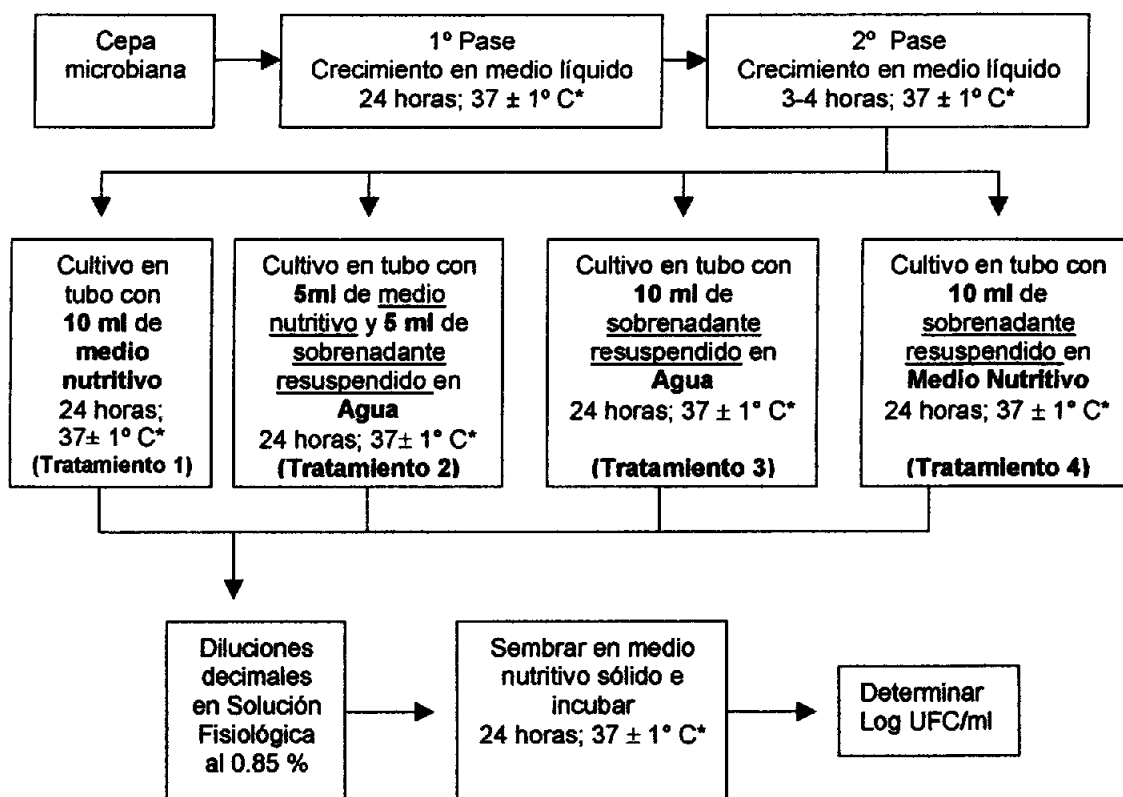 Cepa
microbiana
1º Pase
Crecimiento en medio líquido
24 horas; 37 ± 1º C*
2º Pase
Crecimiento en medio líquido
3-4 horas; 37 ± 1º C*
Cultivo en
tubo con
10 ml de
medio
nutritivo
24 horas;
37± 1° C*
(Tratamiento 1)
Cultivo en tubo con
5ml de medio
nutritivo y 5 ml de
sobrenadante
resuspendido en
Agua
24 horas; 37± 1° C*
(Tratamiento 2)
Cultivo en tubo con
10 ml de
sobrenadante
resuspendido en
Agua
24 horas; 37 ± 1° C*
(Tratamiento 3)
Cultivo en tubo con
10 ml de
sobrenadante
resuspendido en
Medio Nutritivo
24 horas; 37 ± 1° C*
(Tratamiento 4)
Diluciones
decimales
en Solución
Fisiológica
al 0.85 %
Sembrar en medio
nutritivo sólido e
incubar
24 horas; 37 ± 1° C*
Determinar
Log UFC/ml